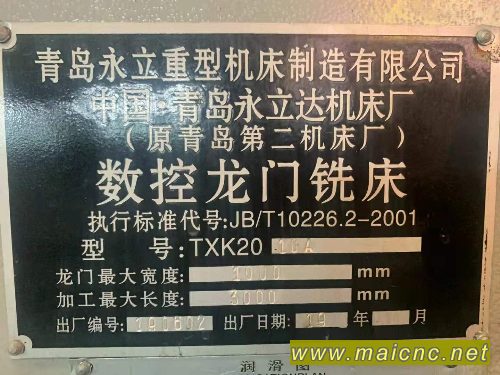 青岛永立重型机床制造有限公司
中国·青岛永立达机床厂
（原青岛第二机床厂）
数控龙门铣床
执行标准代号:JB/T10226.2-2001
型 号:TXK20
龙门最大宽度: mm
加工最大长度: 3000 mm
出厂编号: 190602 出厂日期: 19 年 月
润滑图
www.maicnc.net